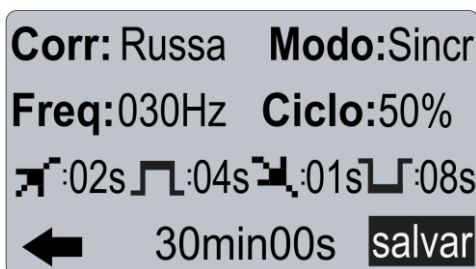 Corr: Russa Modo:Sincr
Freq:030Hz Ciclo:50%
:02s :04s :01s :08s
30min00s salvar